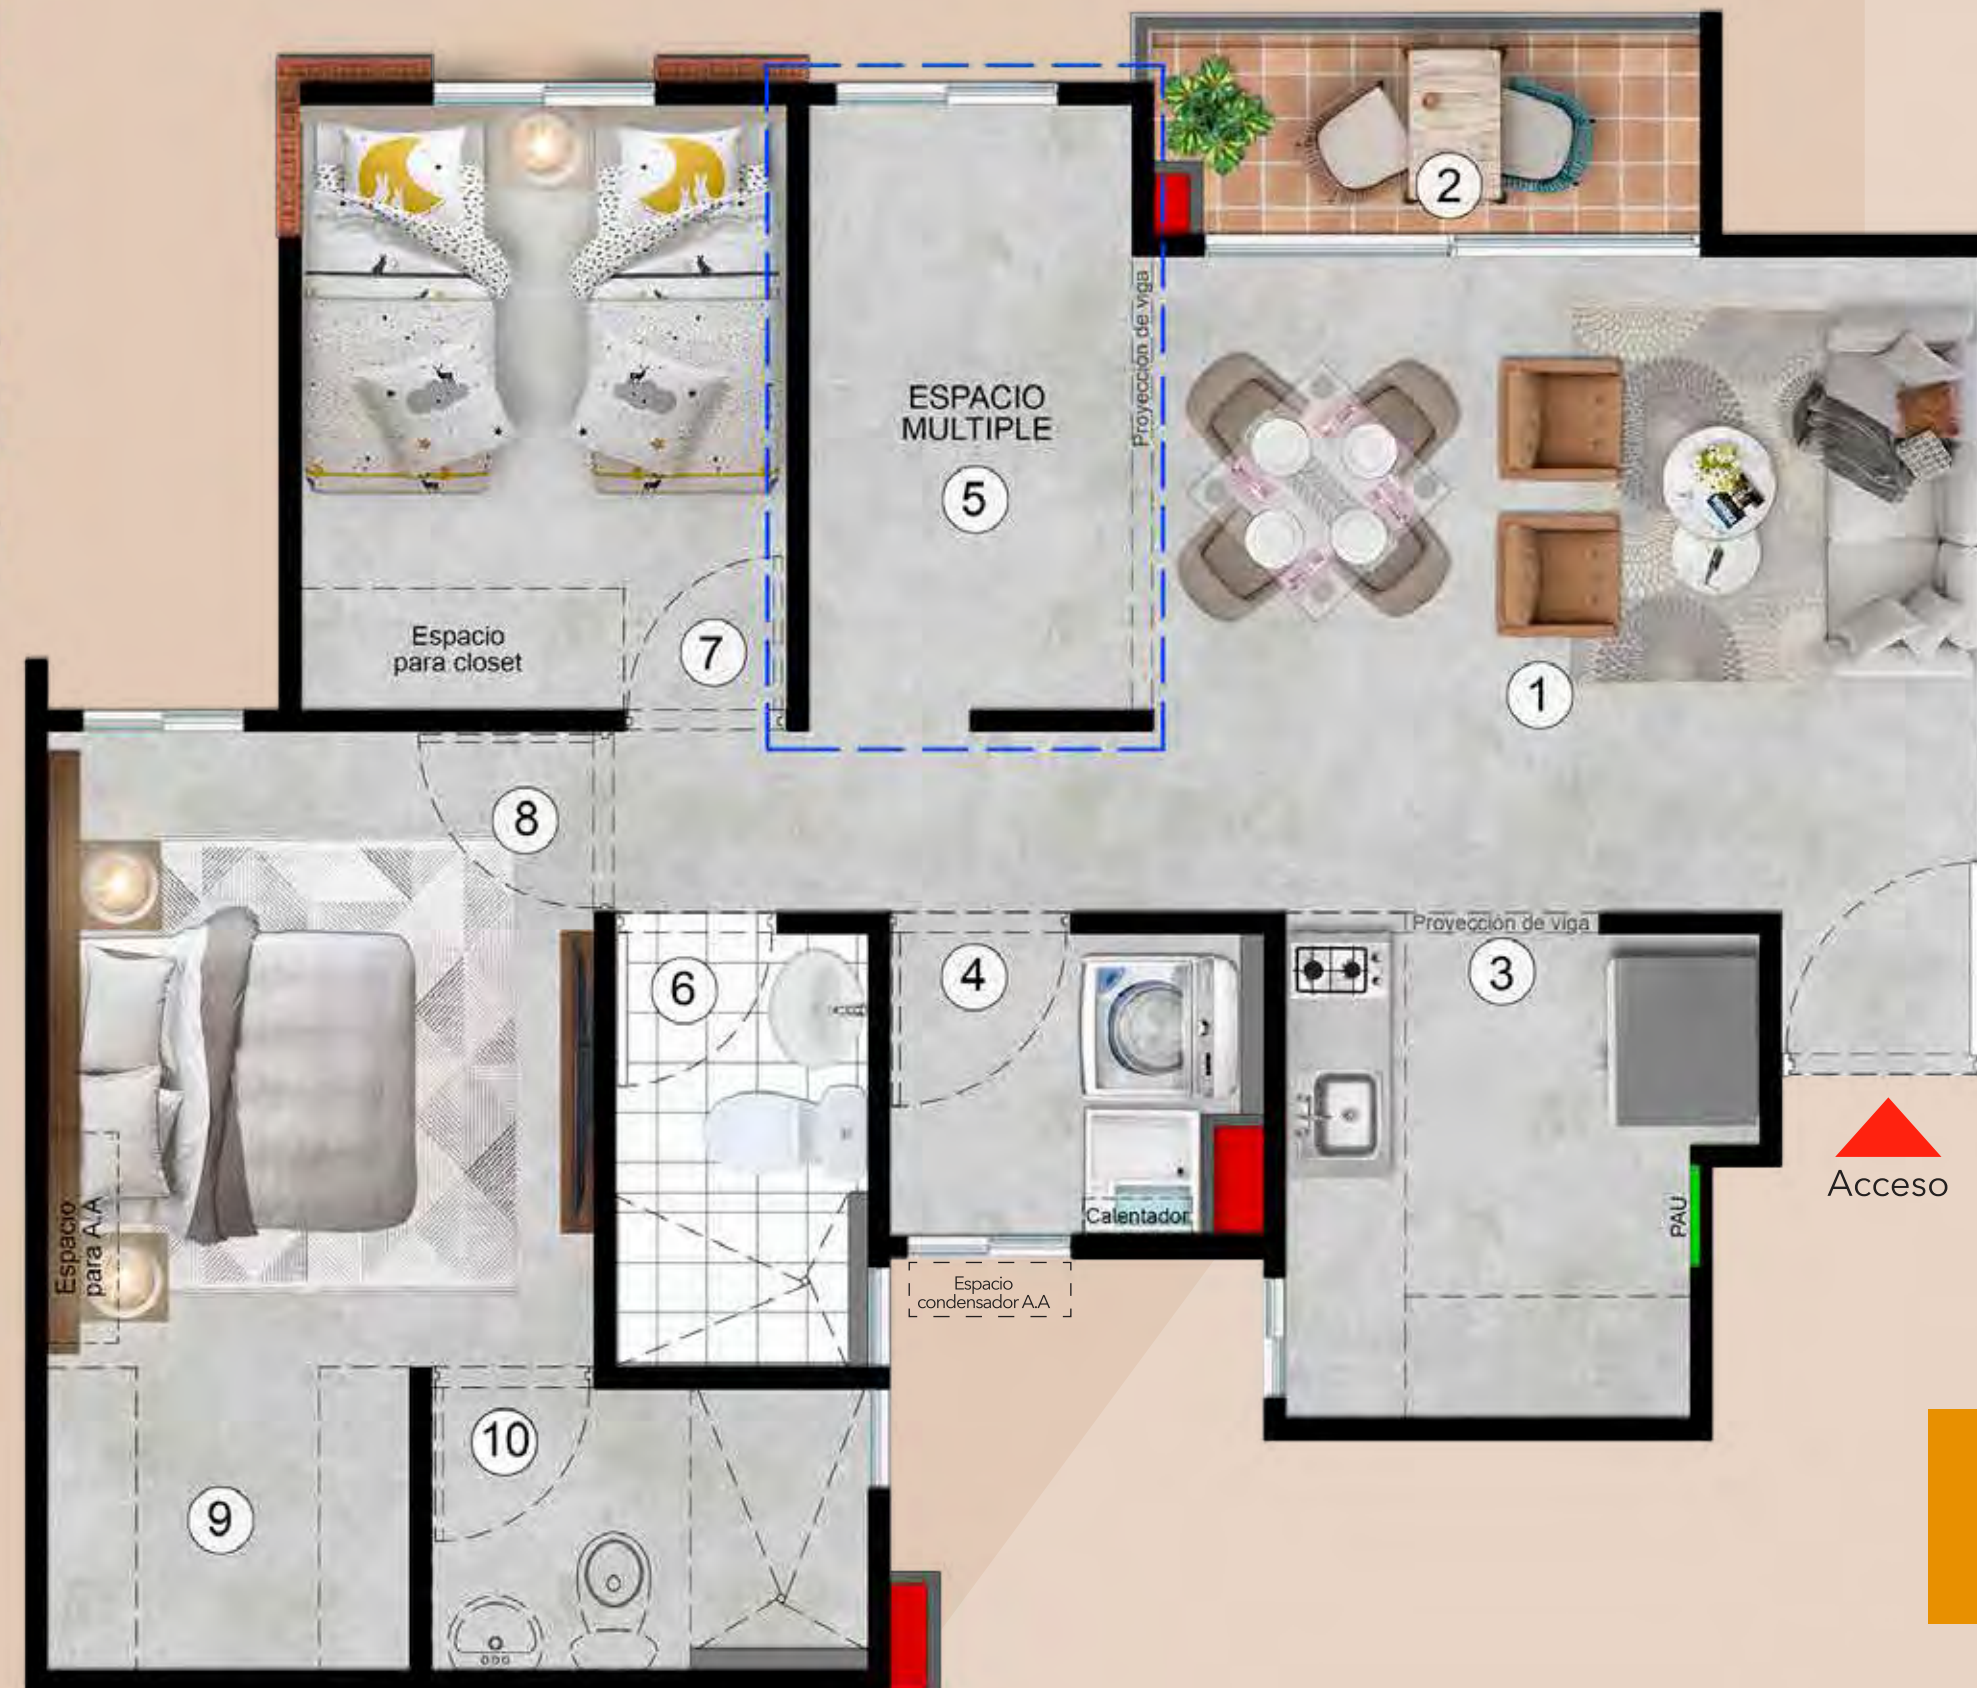 2
Proyección de viga
ESPACIO
MULTIPLE
5
Espacio
para closet
7
1
8
Proyección de viga
6
4
3
Acceso
PAU
Calentador
Espacio
para A.A
Espacio
condensador A.A
10
9